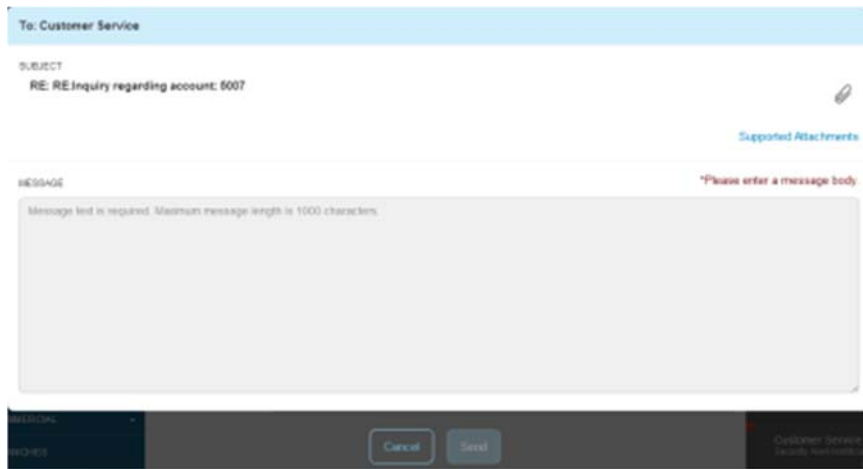 To: Customer Service
SUBJECT
RE: RE:Inquiry regarding account: 5007
Supported Attachments
MESSAGE
*Please enter a message body.
Message text is required. Maximum message length is 1000 characters.
Cancel
Send
Customer Service